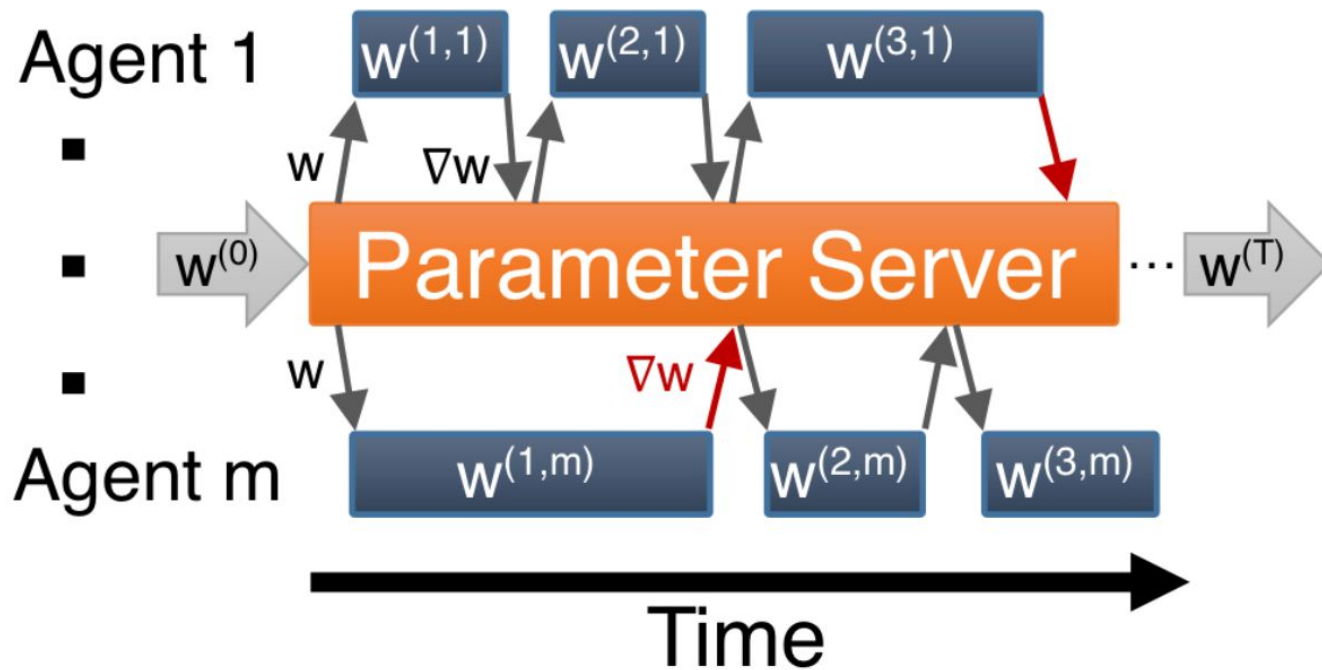 Agent 1
w^(1,1)
w^(2,1)
w^(3,1)
w
∇w
w^(0)
Parameter Server
...
w^(T)
w
∇w
Agent m
w^(1,m)
w^(2,m)
w^(3,m)
Time